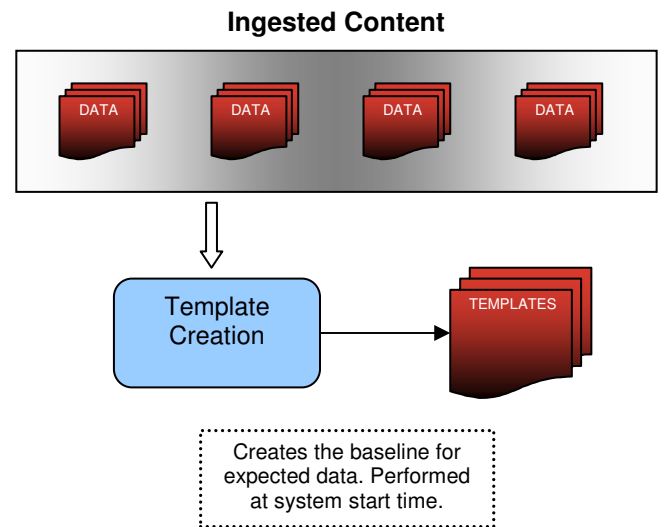 Ingested Content
DATA
DATA
DATA
DATA
Template
Creation
TEMPLATES
Creates the baseline for
expected data. Performed
at system start time.